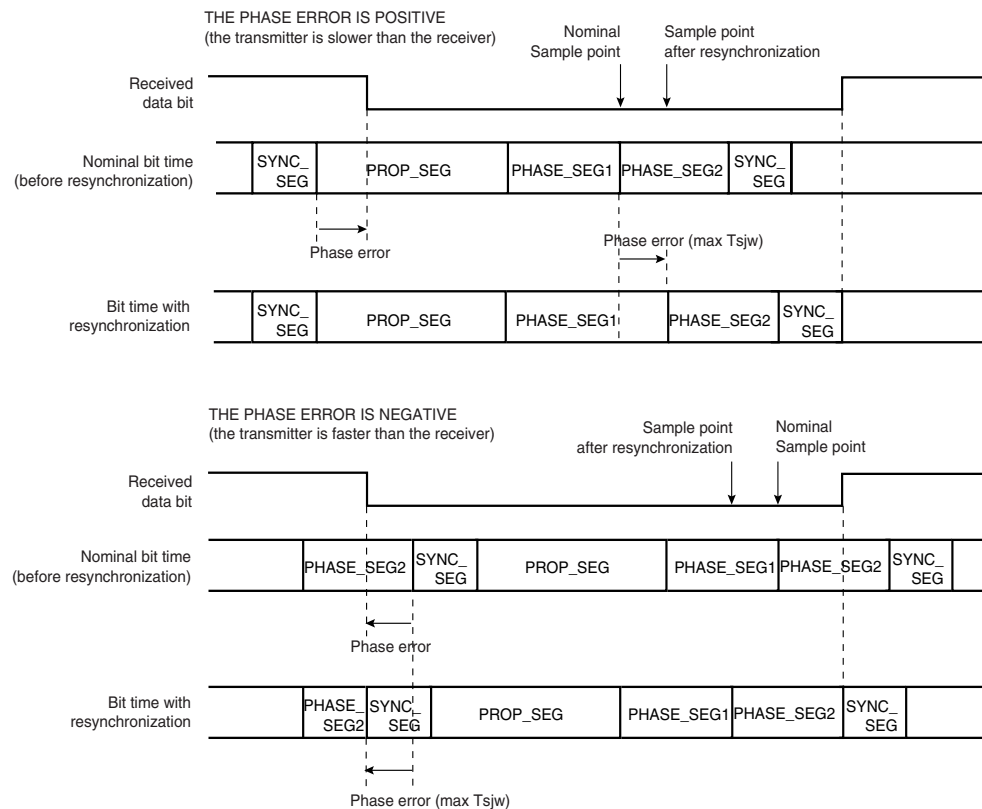 THE PHASE ERROR IS POSITIVE
(the transmitter is slower than the receiver)
Nominal
Sample point
Sample point
after resynchronization
Received
data bit
Nominal bit time
(before resynchronization)
SYNC_
SEG
PROP_SEG
PHASE_SEG1
PHASE_SEG2
SYNC_
SEG
Phase error
Phase error (max Tsjw)
Bit time with
resynchronization
SYNC_
SEG
PROP_SEG
PHASE_SEG1
PHASE_SEG2
SYNC_
SEG
THE PHASE ERROR IS NEGATIVE
(the transmitter is faster than the receiver)
Sample point
after resynchronization
Nominal
Sample point
Received
data bit
Nominal bit time
(before resynchronization)
PHASE_SEG2
SYNC_
SEG
PROP_SEG
PHASE_SEG1
PHASE_SEG2
SYNC_
SEG
Phase error
Bit time with
resynchronization
PHASE_
SEG2
SYNC_
SEG
PROP_SEG
PHASE_SEG1
PHASE_SEG2
SYNC_
SEG
Phase error (max Tsjw)